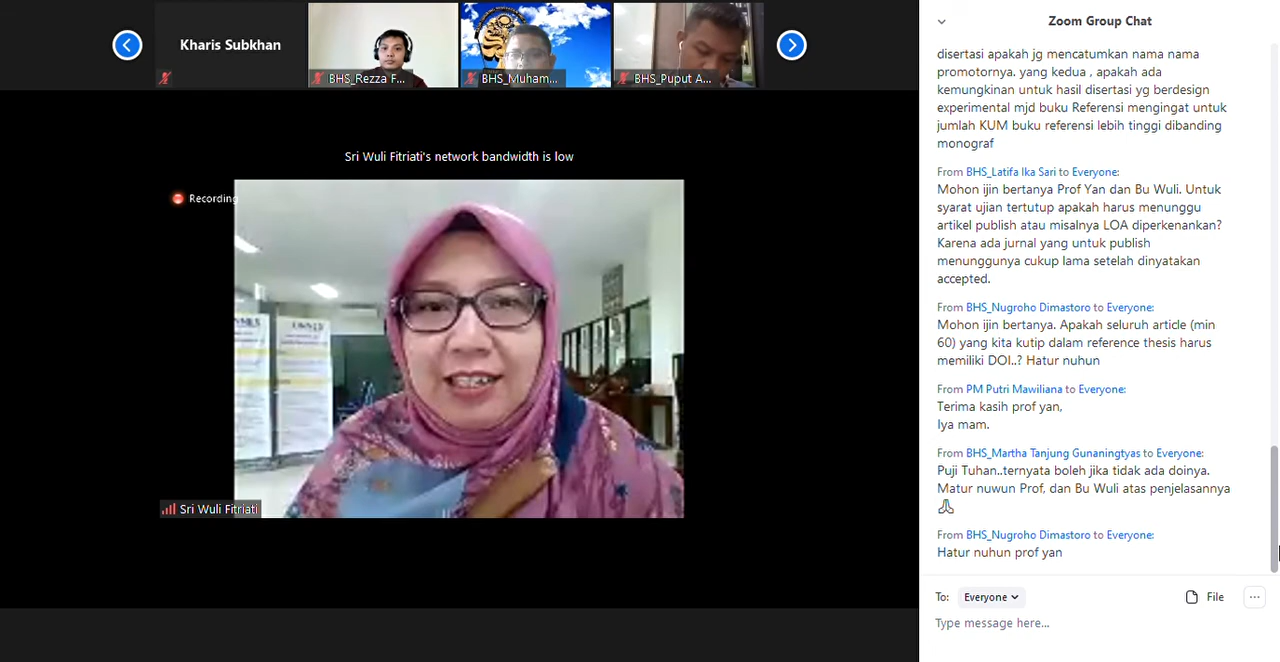 Kharis Subkhan
BHS_Rezza F...
BHS_Muham...
BHS_Puput A...
Sri Wuli Fitriati's network bandwidth is low
Recording
UNNES
Sri Wuli Fitriati
Zoom Group Chat
disertasi apakah jg mencatumkan nama nama
promotornya. yang kedua , apakah ada
kemungkinan untuk hasil disertasi yg berdesign
experimental mjd buku Referensi mengingat untuk
jumlah KUM buku referensi lebih tinggi dibanding
monograf
From BHS_Latifa Ika Sari to Everyone:
Mohon ijin bertanya Prof Yan dan Bu Wuli. Untuk
syarat ujian tertutup apakah harus menunggu
artikel publish atau misalnya LOA diperkenankan?
Karena ada jurnal yang untuk publish
menunggunya cukup lama setelah dinyatakan
accepted.
From BHS_Nugroho Dimastoro to Everyone:
Mohon ijin bertanya. Apakah seluruh article (min
60) yang kita kutip dalam reference thesis harus
memiliki DOI..? Hatur nuhun
From PM Putri Mawiliana to Everyone:
Terima kasih prof yan,
Iya mam.
From BHS_Martha Tanjung Gunaningtyas to Everyone:
Puji Tuhan..ternyata boleh jika tidak ada doinya.
Matur nuwun Prof, dan Bu Wuli atas penjelasannya
From BHS_Nugroho Dimastoro to Everyone:
Hatur nuhun prof yan
To: Everyone
File
Type message here...